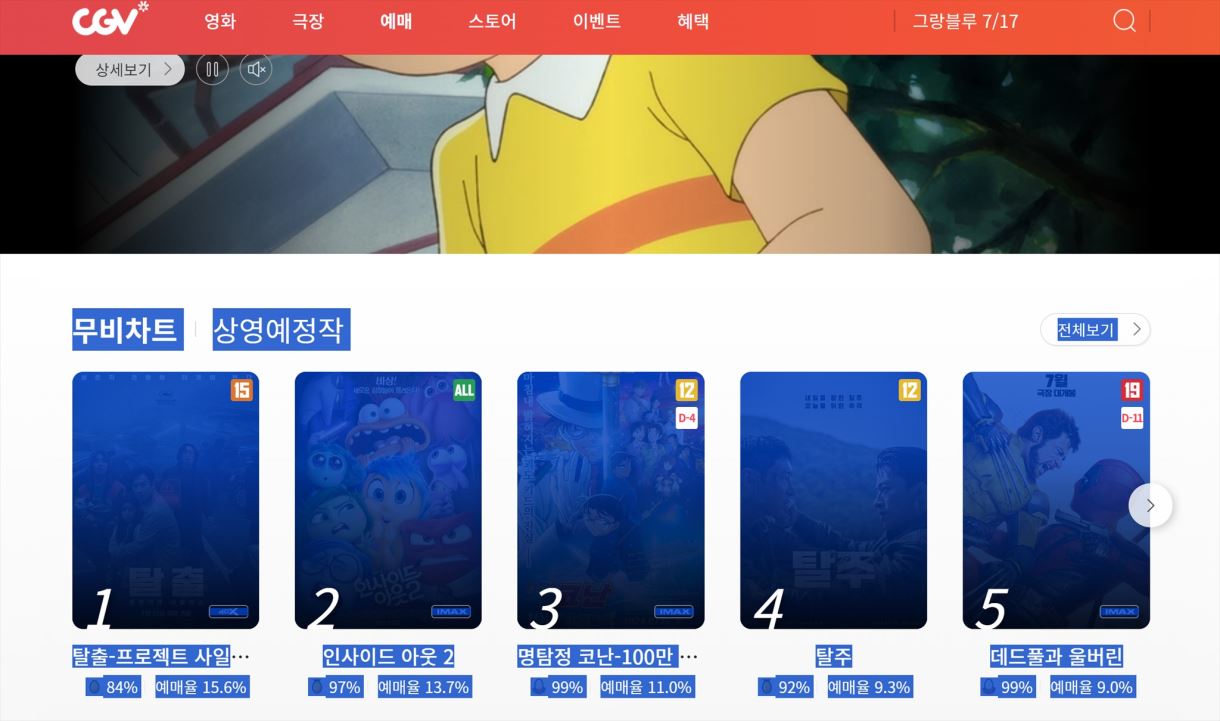 CGV
영화
극장
예매
스토어
이벤트
혜택
그랑블루 7/17
상세보기
무비차트
상영예정작
전체보기
15
탈출
1
4DX
비상!
ALL
인사이드 아웃 2
2
IMAX
12
D-4
코난
3
IMAX
12
탈주
4
IMAX
7월
극장 대개봉
19
D-11
5
IMAX
탈출-프로젝트 사일…
84% 예매율 15.6%
인사이드 아웃 2
97% 예매율 13.7%
명탐정 코난-100만 …
99% 예매율 11.0%
탈주
92% 예매율 9.3%
데드풀과 울버린
99% 예매율 9.0%